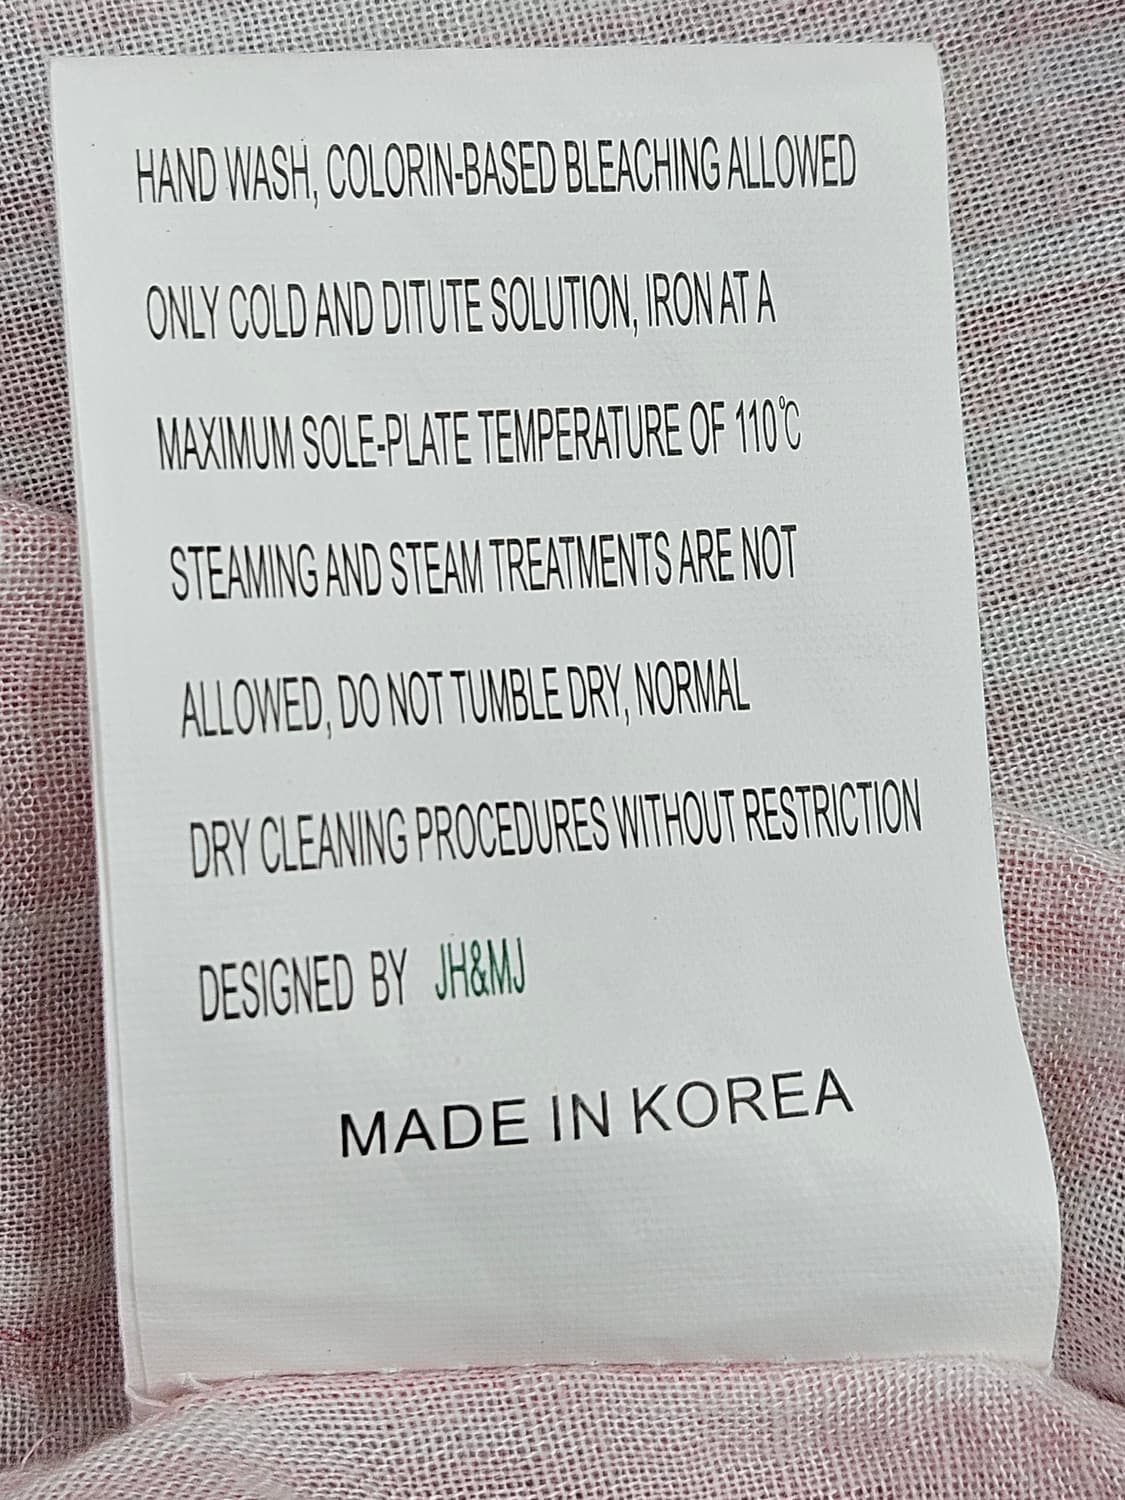 HAND WASH, COLORIN-BASED BLEACHING ALLOWED
ONLY COLD AND DITUTE SOLUTION, IRON AT A
MAXIMUM SOLE-PLATE TEMPERATURE OF 110℃
STEAMING AND STEAM TREATMENTS ARE NOT
ALLOWED, DO NOT TUMBLE DRY, NORMAL
DRY CLEANING PROCEDURES WITHOUT RESTRICTION
DESIGNED BY JH&MJ
MADE IN KOREA